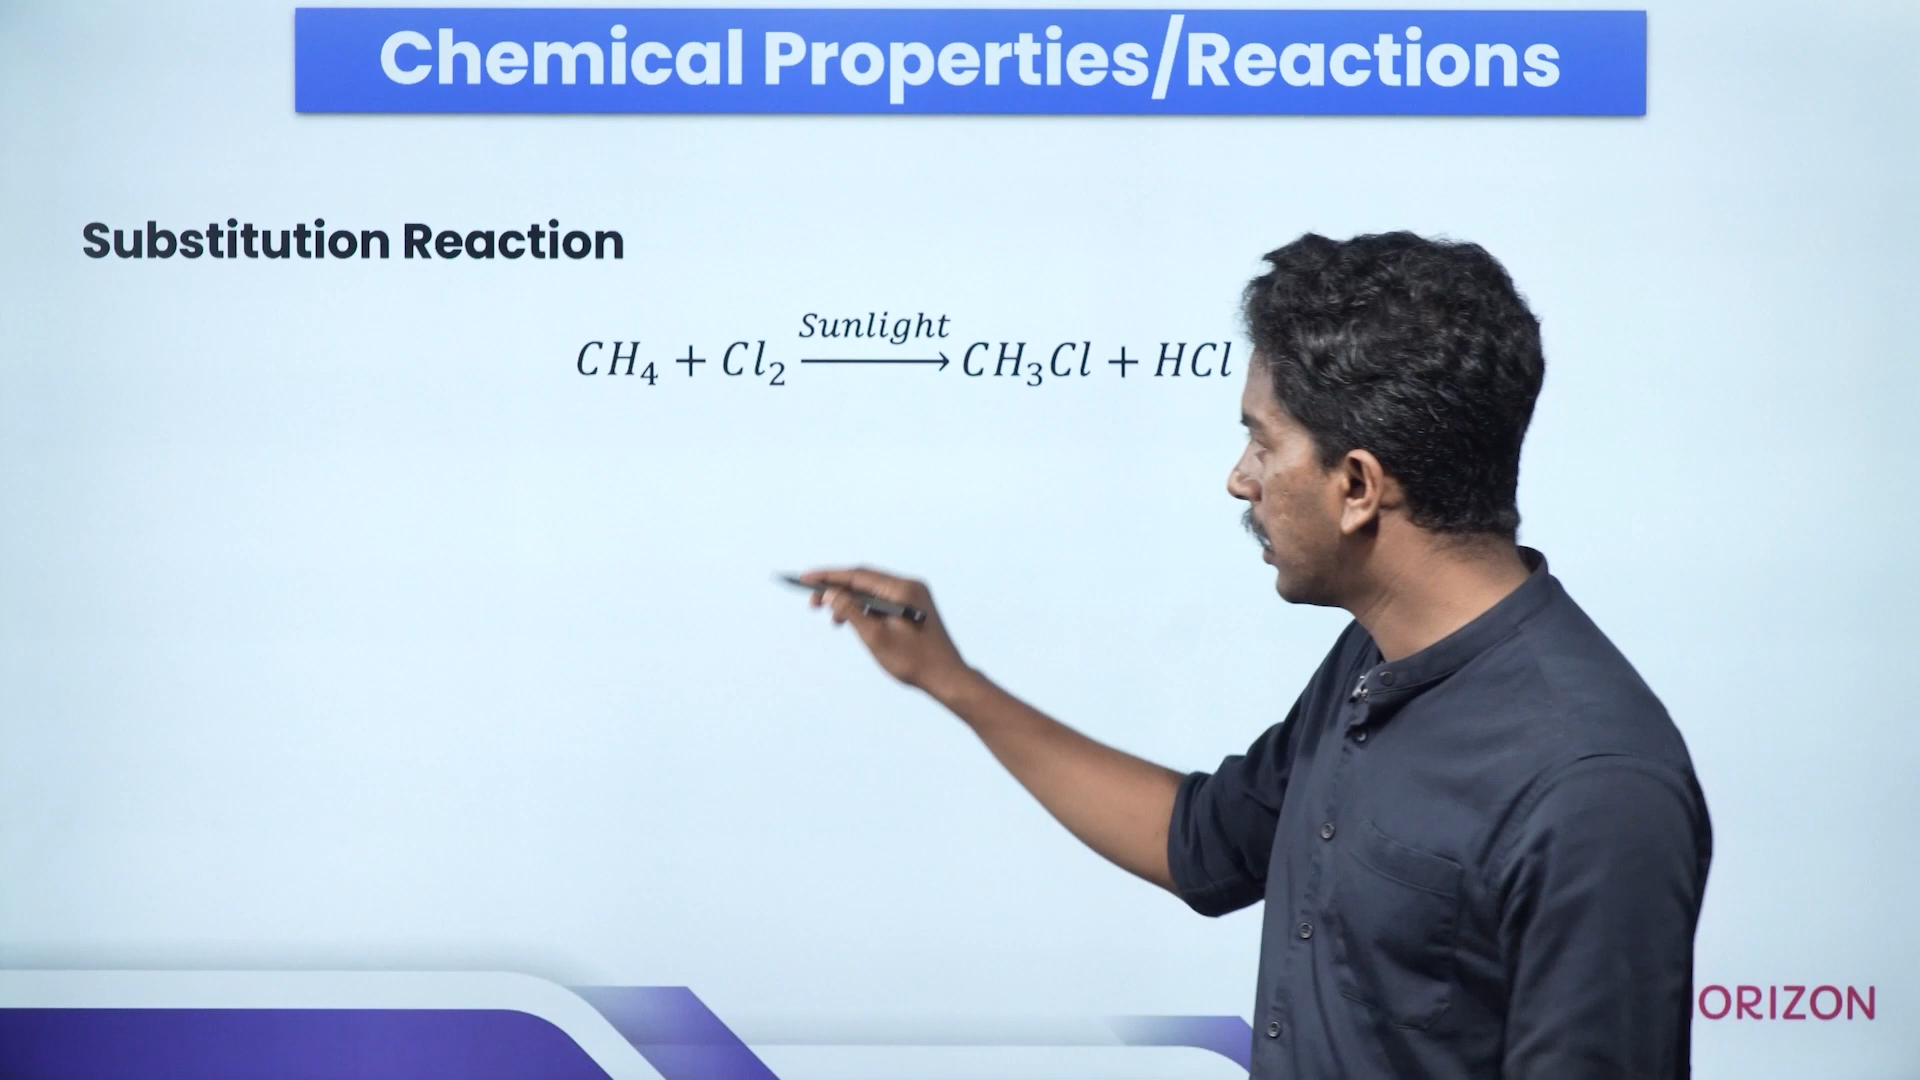 Chemical Properties/Reactions
Substitution Reaction
Sunlight
CH₄ + Cl₂ ⟶ CH₃Cl + HCl
ORIZON